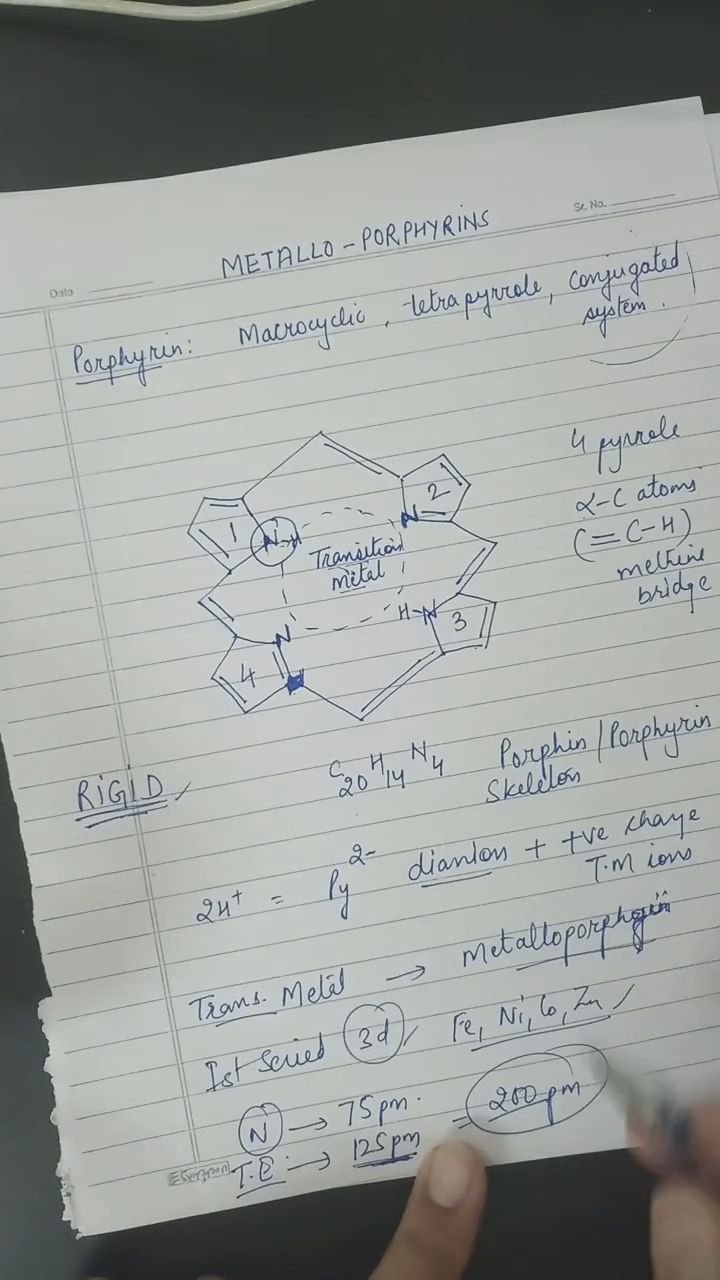 Sr. No.
Date :
METALLO - PORPHYRINS
Porphyrin: Macrocyclic, tetrapyrrole, conjugated
system.
4 pyrrole
α-C atoms
(=C-H)
methine
bridge
1
N-H
2
N
Transition
metal
N
4
H-N
3
C20H14N4 Porphin/Porphyrin
Skeleton
RiGiD
2H+ = Py2- dianion + +ve charge
T.M ions
Trans. Metal → Metalloporphyrin
Ist Seried 3d, Fe, Ni, Co, Zn
N → 75pm.
T.E → 125pm = 200pm